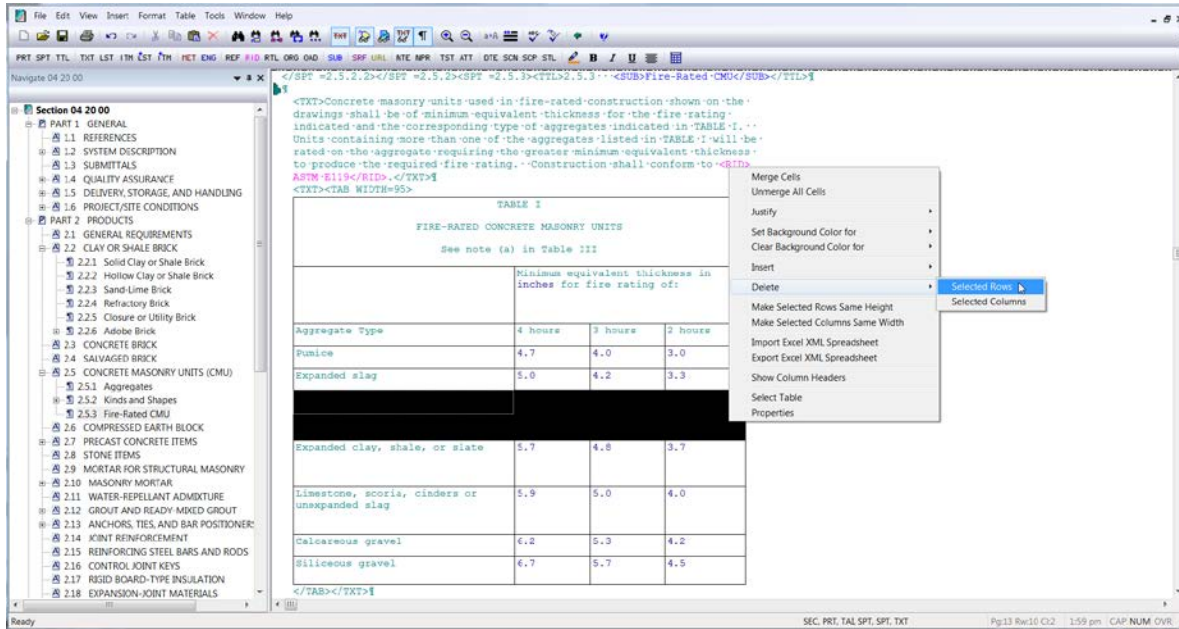 File Edit View Insert Format Table Tools Window Help
PRT SPT TTL TXT LST ITM LST ITM MET ENG REF RID RTL ORG OAD SUB SRF URL NTE NPR TST ATT DTE SCN SCP STL B I U
Navigate 04 20 00
Section 04 20 00
PART 1 GENERAL
1.1 REFERENCES
1.2 SYSTEM DESCRIPTION
1.3 SUBMITTALS
1.4 QUALITY ASSURANCE
1.5 DELIVERY, STORAGE, AND HANDLING
1.6 PROJECT/SITE CONDITIONS
PART 2 PRODUCTS
2.1 GENERAL REQUIREMENTS
2.2 CLAY OR SHALE BRICK
2.2.1 Solid Clay or Shale Brick
2.2.2 Hollow Clay or Shale Brick
2.2.3 Sand-Lime Brick
2.2.4 Refractory Brick
2.2.5 Closure or Utility Brick
2.2.6 Adobe Brick
2.3 CONCRETE BRICK
2.4 SALVAGED BRICK
2.5 CONCRETE MASONRY UNITS (CMU)
2.5.1 Aggregates
2.5.2 Kinds and Shapes
2.5.3 Fire-Rated CMU
2.6 COMPRESSED EARTH BLOCK
2.7 PRECAST CONCRETE ITEMS
2.8 STONE ITEMS
2.9 MORTAR FOR STRUCTURAL MASONRY
2.10 MASONRY MORTAR
2.11 WATER-REPELLANT ADMIXTURE
2.12 GROUT AND READY-MIXED GROUT
2.13 ANCHORS, TIES, AND BAR POSITIONERS
2.14 JOINT REINFORCEMENT
2.15 REINFORCING STEEL BARS AND RODS
2.16 CONTROL JOINT KEYS
2.17 RIGID BOARD-TYPE INSULATION
2.18 EXPANSION-JOINT MATERIALS
</SPT =2.5.2.2></SPT =2.5.2><SPT =2.5.3><TTL>2.5.3···<SUB>Fire-Rated·CMU</SUB></TTL>¶
¶
<TXT>Concrete·masonry·units·used·in·fire-rated·construction·shown·on·the·
drawings·shall·be·of·minimum·equivalent·thickness·for·the·fire·rating·
indicated·and·the·corresponding·type·of·aggregates·indicated·in·TABLE·I.··
Units·containing·more·than·one·of·the·aggregates·listed·in·TABLE·I·will·be·
rated·on·the·aggregate·requiring·the·greater·minimum·equivalent·thickness·
to·produce·the·required·fire·rating.··Construction·shall·conform·to·<RID>
ASTM·E119</RID>.</TXT>¶
<TXT><TAB WIDTH=95>
TABLE I
FIRE-RATED CONCRETE MASONRY UNITS
See note (a) in Table III
Minimum equivalent thickness in
inches for fire rating of:
Aggregate Type 4 hours 3 hours 2 hours
Pumice 4.7 4.0 3.0
Expanded slag 5.0 4.2 3.3
Expanded clay, shale, or slate 5.7 4.8 3.7
Limestone, scoria, cinders or
unexpanded slag 5.9 5.0 4.0
Calcareous gravel 6.2 5.3 4.2
Siliceous gravel 6.7 5.7 4.5
</TAB></TXT>¶
Merge Cells
Unmerge All Cells
Justify
Set Background Color for
Clear Background Color for
Insert
Delete
Make Selected Rows Same Height
Make Selected Columns Same Width
Import Excel XML Spreadsheet
Export Excel XML Spreadsheet
Show Column Headers
Select Table
Properties
Selected Rows
Selected Columns
Ready SEC, PRT, TAI, SPT, SPT, TXT Pg:13 Rw:10 Cl:2 1:59 pm CAP NUM OVR